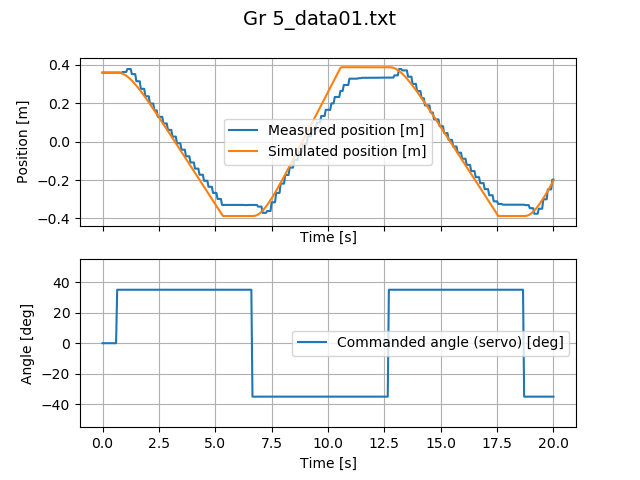 Gr 5_data01.txt
0.4
0.2
0.0
−0.2
−0.4
Position [m]
Measured position [m]
Simulated position [m]
Time [s]
40
20
0
−20
−40
Angle [deg]
Commanded angle (servo) [deg]
0.0 2.5 5.0 7.5 10.0 12.5 15.0 17.5 20.0
Time [s]